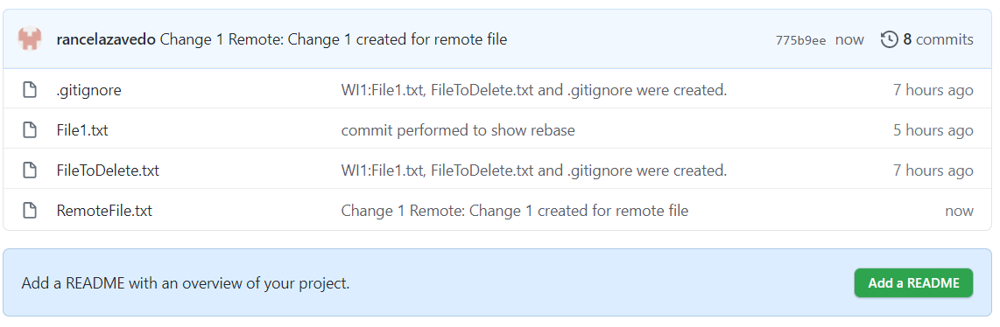 rancelazavedo Change 1 Remote: Change 1 created for remote file 775b9ee now 8 commits
.gitignore WI1:File1.txt, FileToDelete.txt and .gitignore were created. 7 hours ago
File1.txt commit performed to show rebase 5 hours ago
FileToDelete.txt WI1:File1.txt, FileToDelete.txt and .gitignore were created. 7 hours ago
RemoteFile.txt Change 1 Remote: Change 1 created for remote file now
Add a README with an overview of your project. Add a README